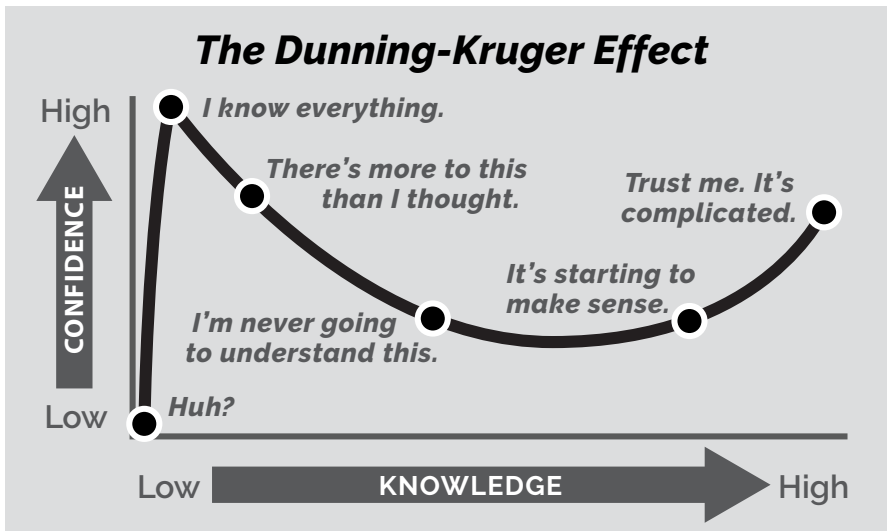 The Dunning-Kruger Effect
High
I know everything.
There's more to this
than I thought.
Trust me. It's
complicated.
CONFIDENCE
It's starting to
make sense.
I'm never going
to understand this.
Huh?
Low
Low
KNOWLEDGE
High